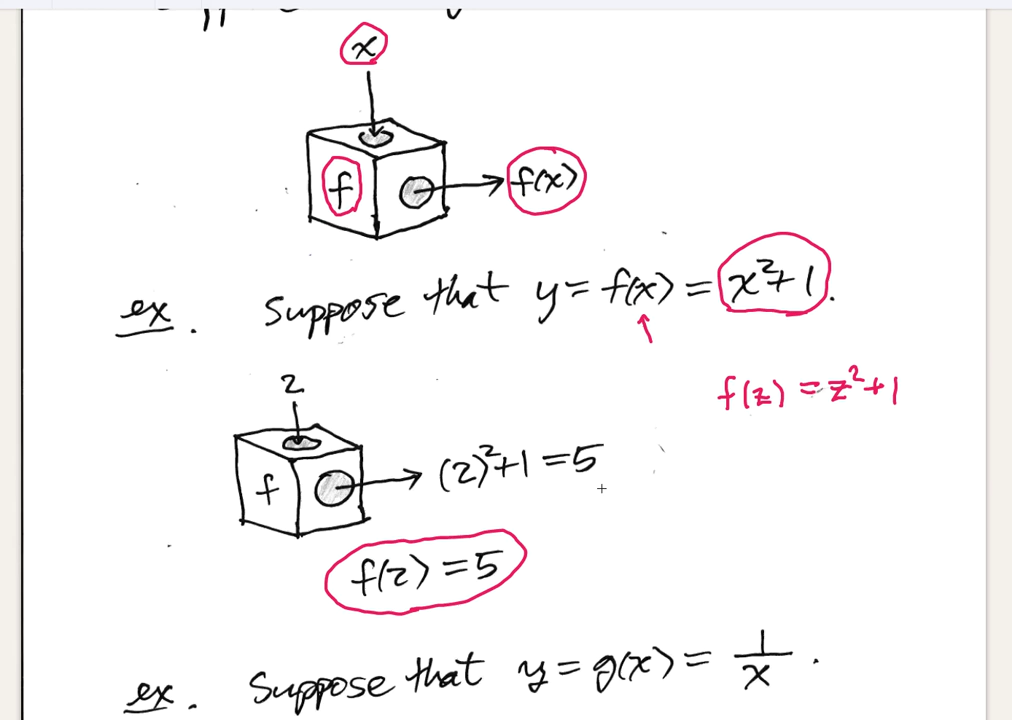 x
f
f(x)
ex. Suppose that y = f(x) = x²+1.
↑
f(z) = z²+1
2
f
(2)²+1 = 5
f(2) = 5
ex. Suppose that y = g(x) = 1/x.